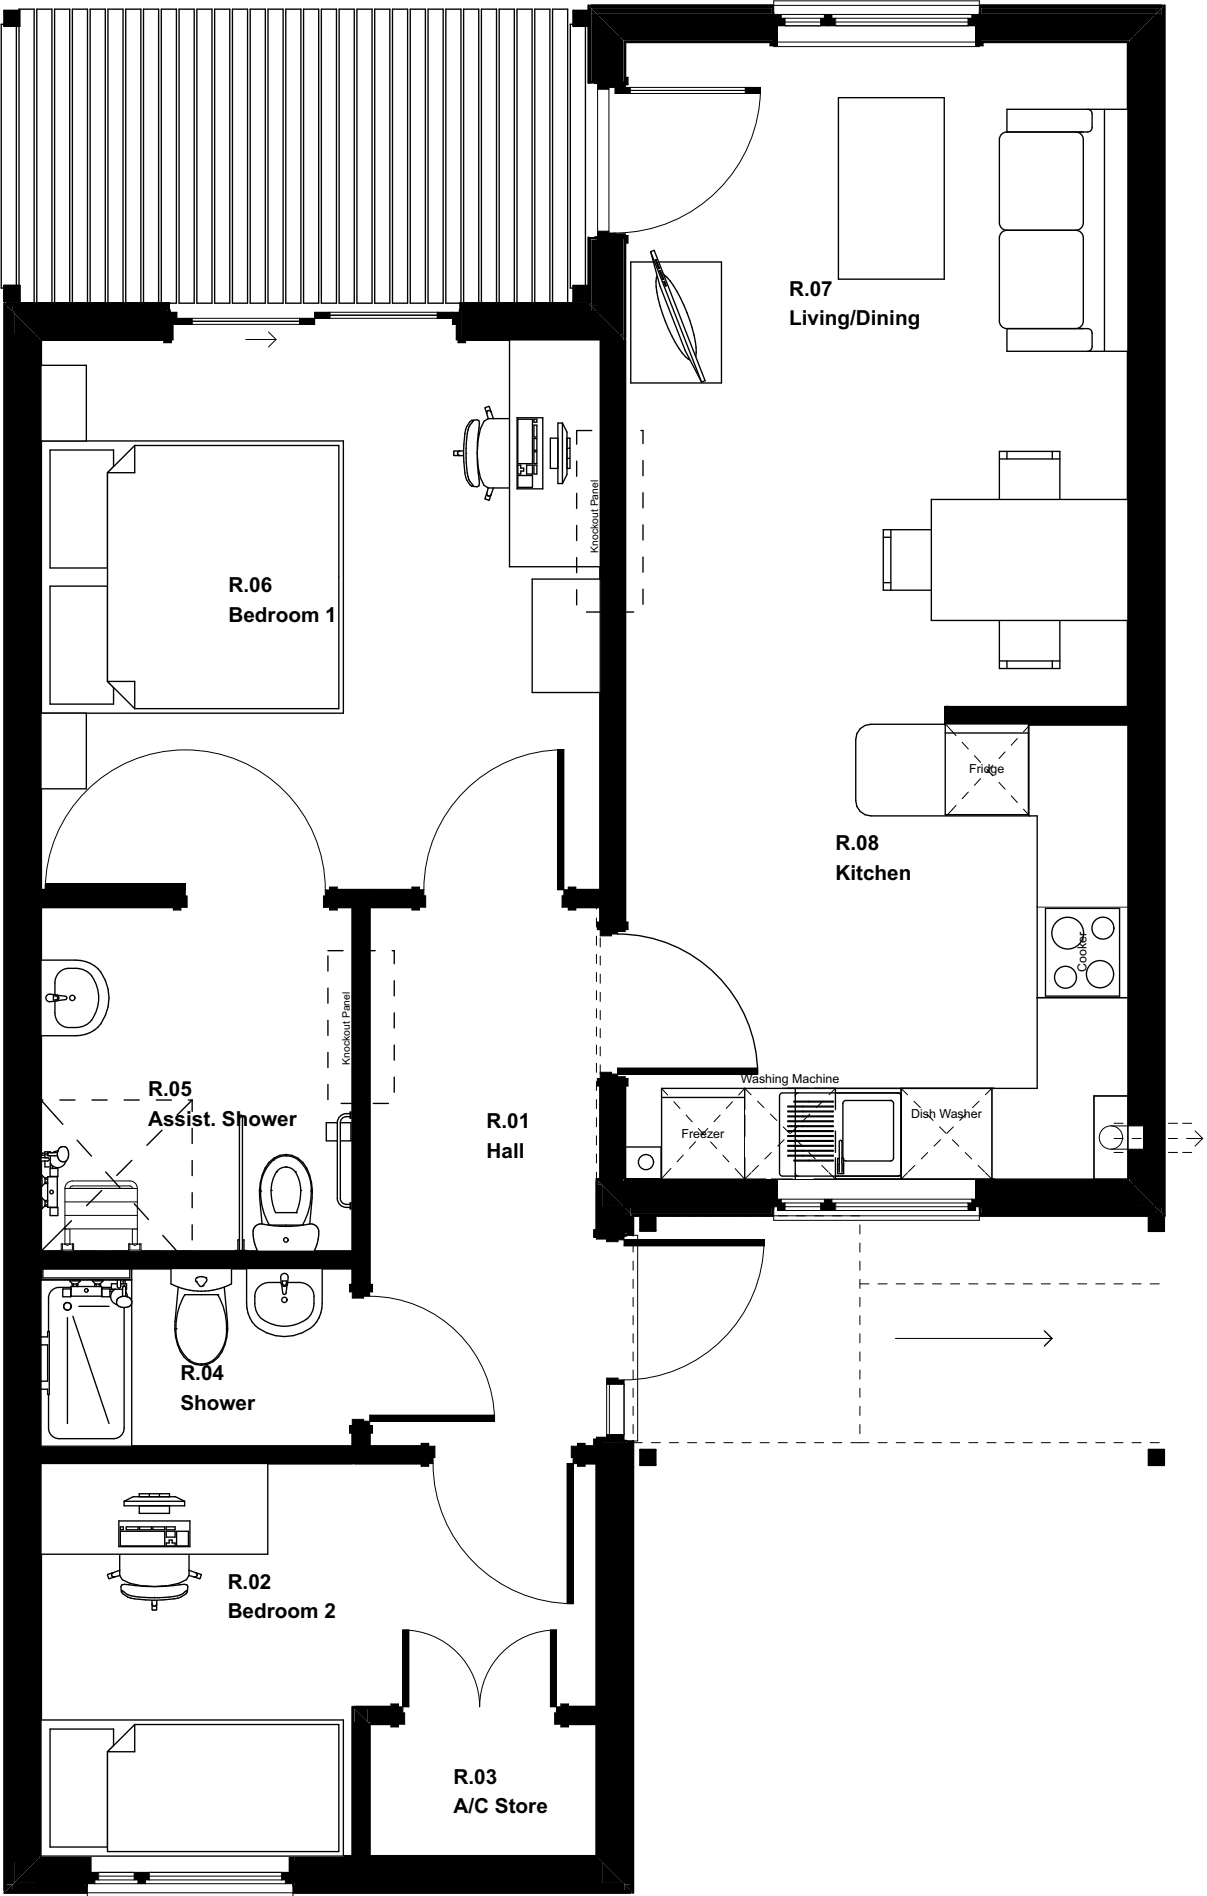 R.07
Living/Dining
Knockout Panel
R.06
Bedroom 1
Fridge
R.08
Kitchen
Cooker
Knockout Panel
Washing Machine
R.05
Assist. Shower
R.01
Hall
Freezer
Dish Washer
R.04
Shower
R.02
Bedroom 2
R.03
A/C Store